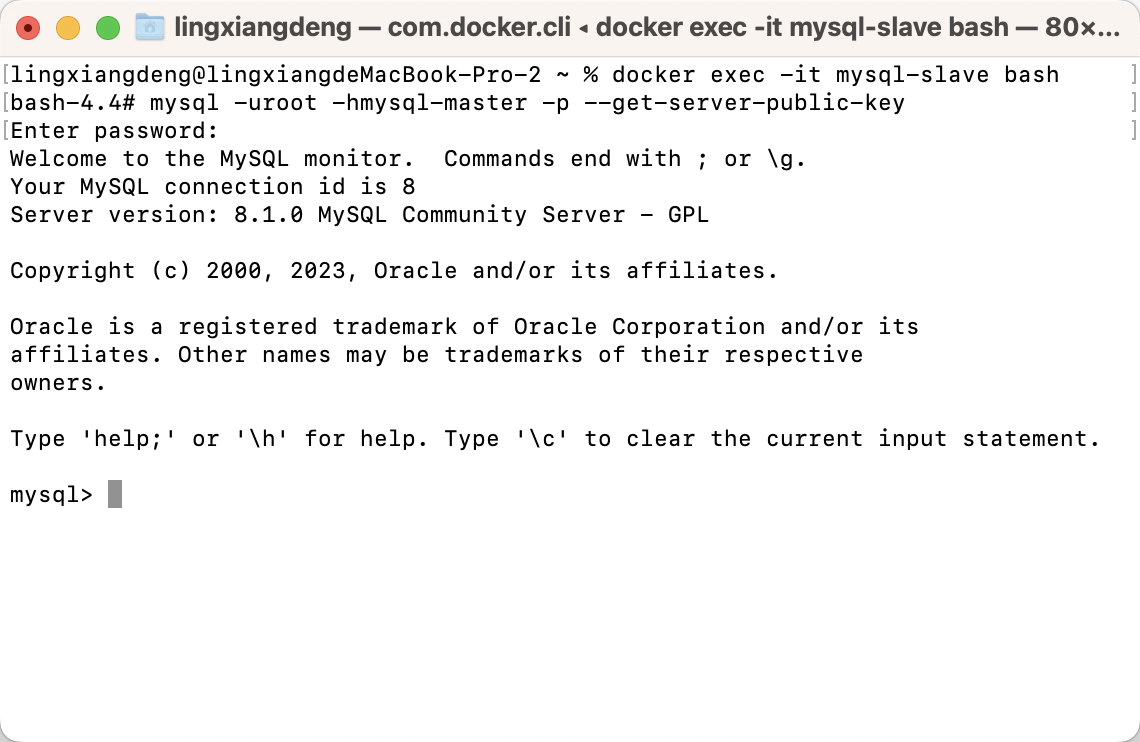 lingxiangdeng — com.docker.cli ◂ docker exec -it mysql-slave bash — 80×...
[lingxiangdeng@lingxiangdeMacBook-Pro-2 ~ % docker exec -it mysql-slave bash ]
[bash-4.4# mysql -uroot -hmysql-master -p --get-server-public-key ]
[Enter password: ]
Welcome to the MySQL monitor.  Commands end with ; or \g.
Your MySQL connection id is 8
Server version: 8.1.0 MySQL Community Server - GPL
Copyright (c) 2000, 2023, Oracle and/or its affiliates.
Oracle is a registered trademark of Oracle Corporation and/or its
affiliates. Other names may be trademarks of their respective
owners.
Type 'help;' or '\h' for help. Type '\c' to clear the current input statement.
mysql>